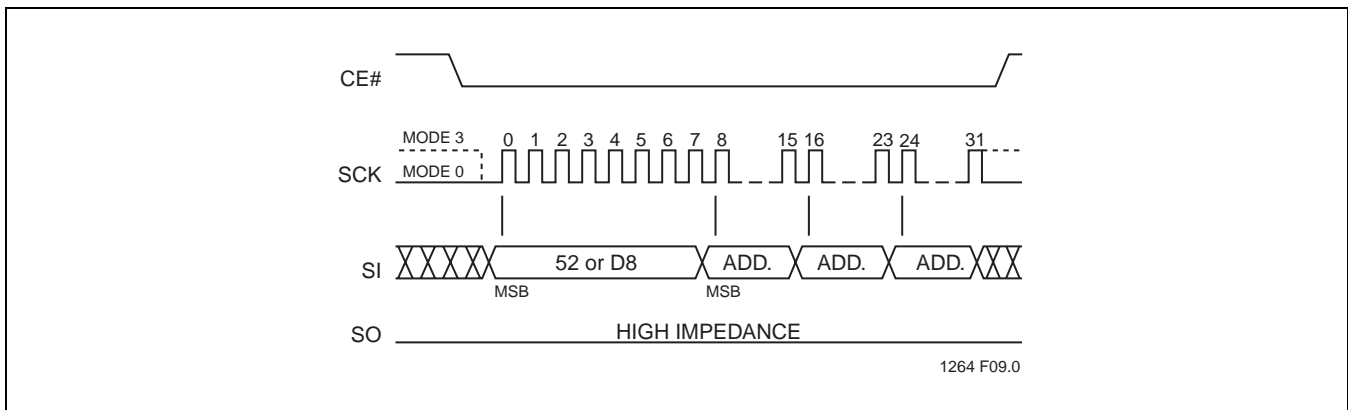 CE#
MODE 3
0 1 2 3 4 5 6 7 8 15 16 23 24 31
SCK MODE 0
SI 52 or D8 ADD. ADD. ADD.
MSB MSB
SO HIGH IMPEDANCE
1264 F09.0